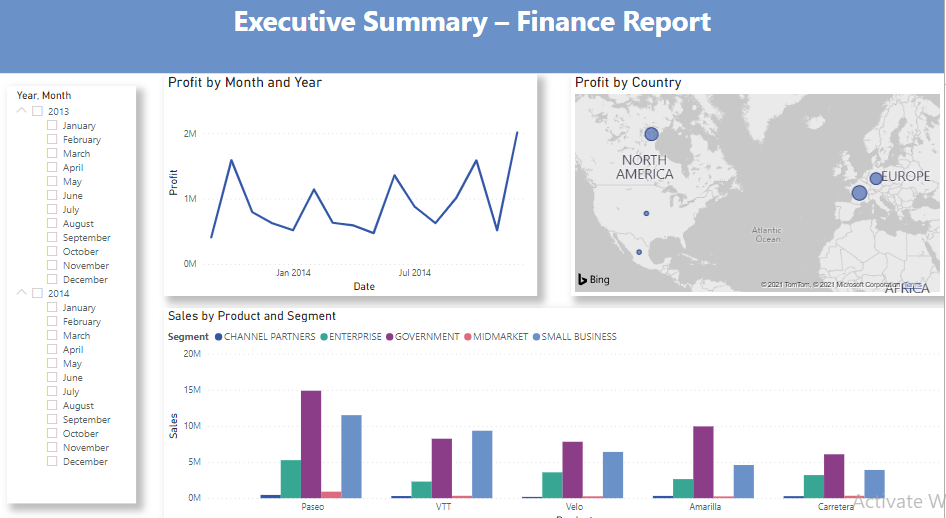 Executive Summary – Finance Report
Year, Month
2013
January
February
March
April
May
June
July
August
September
October
November
December
2014
January
February
March
April
May
June
July
August
September
October
November
December
Profit by Month and Year
Profit
2M
1M
0M
Jan 2014
Jul 2014
Date
Profit by Country
NORTH
AMERICA
EUROPE
Atlantic
Ocean
AFRICA
Bing
© 2021 TomTom, © 2021 Microsoft Corporation Terms
Sales by Product and Segment
Segment CHANNEL PARTNERS ENTERPRISE GOVERNMENT MIDMARKET SMALL BUSINESS
Sales
20M
15M
10M
5M
0M
Paseo
VTT
Velo
Amarilla
Carretera
Activate W